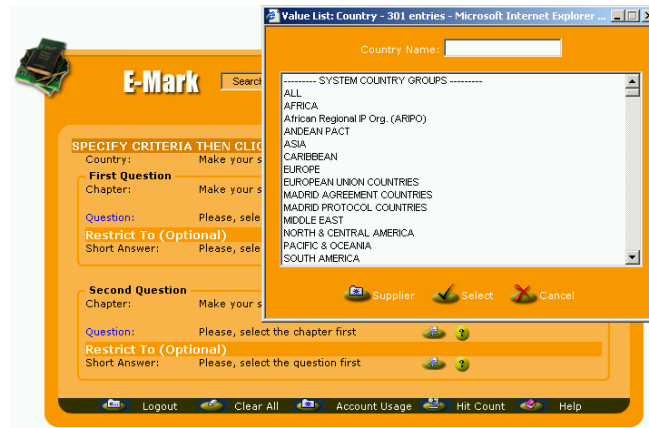 Value List: Country - 301 entries - Microsoft Internet Explorer ...
Country Name:
--------- SYSTEM COUNTRY GROUPS ---------
ALL
AFRICA
African Regional IP Org. (ARIPO)
ANDEAN PACT
ASIA
CARIBBEAN
EUROPE
EUROPEAN UNION COUNTRIES
MADRID AGREEMENT COUNTRIES
MADRID PROTOCOL COUNTRIES
MIDDLE EAST
NORTH & CENTRAL AMERICA
PACIFIC & OCEANIA
SOUTH AMERICA
Supplier Select Cancel
E-Mark Search
SPECIFY CRITERIA THEN CLIC
Country: Make your s
First Question
Chapter: Make your s
Question: Please, sele
Restrict To (Optional)
Short Answer: Please, sele
Second Question
Chapter: Make your s
Question: Please, select the chapter first
Restrict To (Optional)
Short Answer: Please, select the question first
Logout Clear All Account Usage Hit Count Help